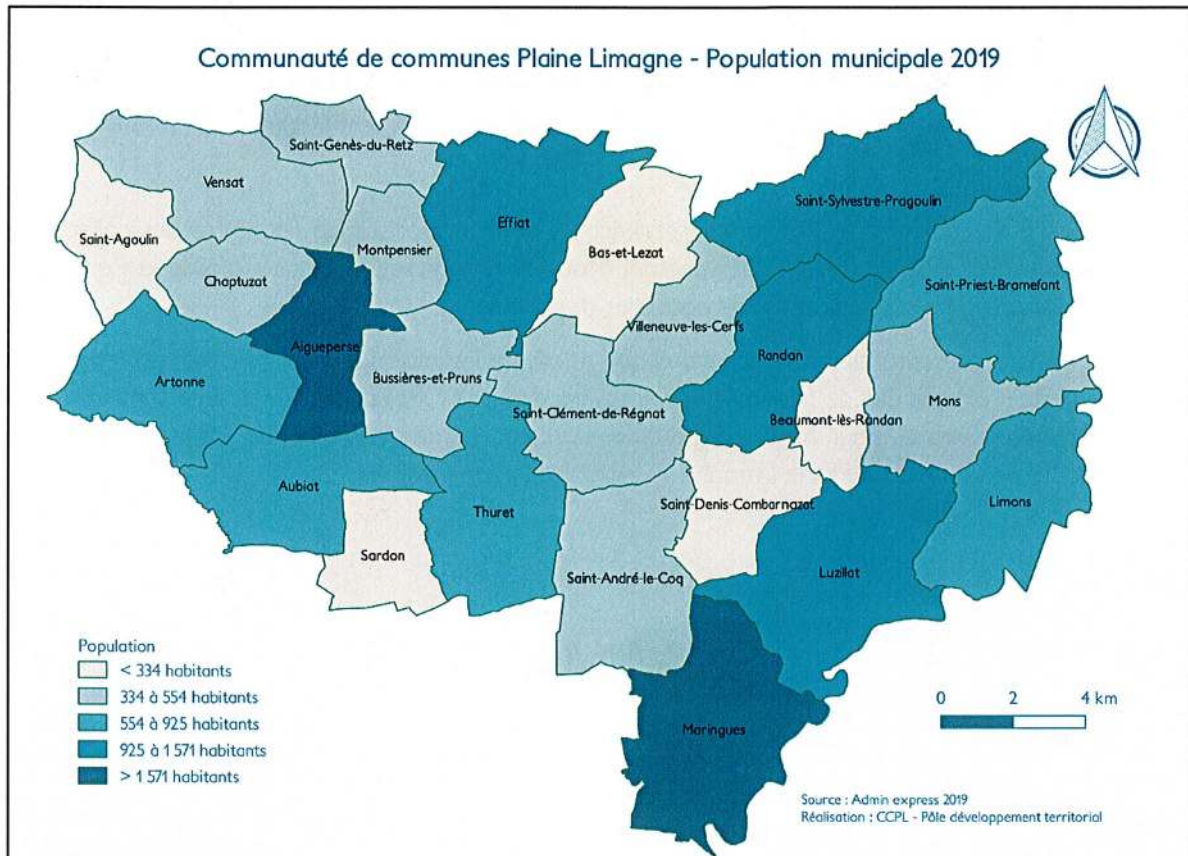 Communauté de communes Plaine Limagne - Population municipale 2019
Saint-Genès-du-Retz
Vensat
Saint-Sylvestre-Pragoulin
Effiat
Saint-Agoulin
Montpensier
Bas-et-Lezat
Chaptuzat
Saint-Priest-Bramefant
Villeneuve-les-Cerfs
Aigueperse
Randan
Artonne
Bussières-et-Pruns
Mons
Saint-Clément-de-Régnat
Beaumont-lès-Randan
Aubiat
Saint-Denis-Combarnazat
Limons
Thuret
Sardon
Luzillat
Saint-André-le-Coq
Maringues
Population
< 334 habitants
334 à 554 habitants
554 à 925 habitants
925 à 1 571 habitants
> 1 571 habitants
0 2 4 km
Source : Admin express 2019
Réalisation : CCPL - Pôle développement territorial